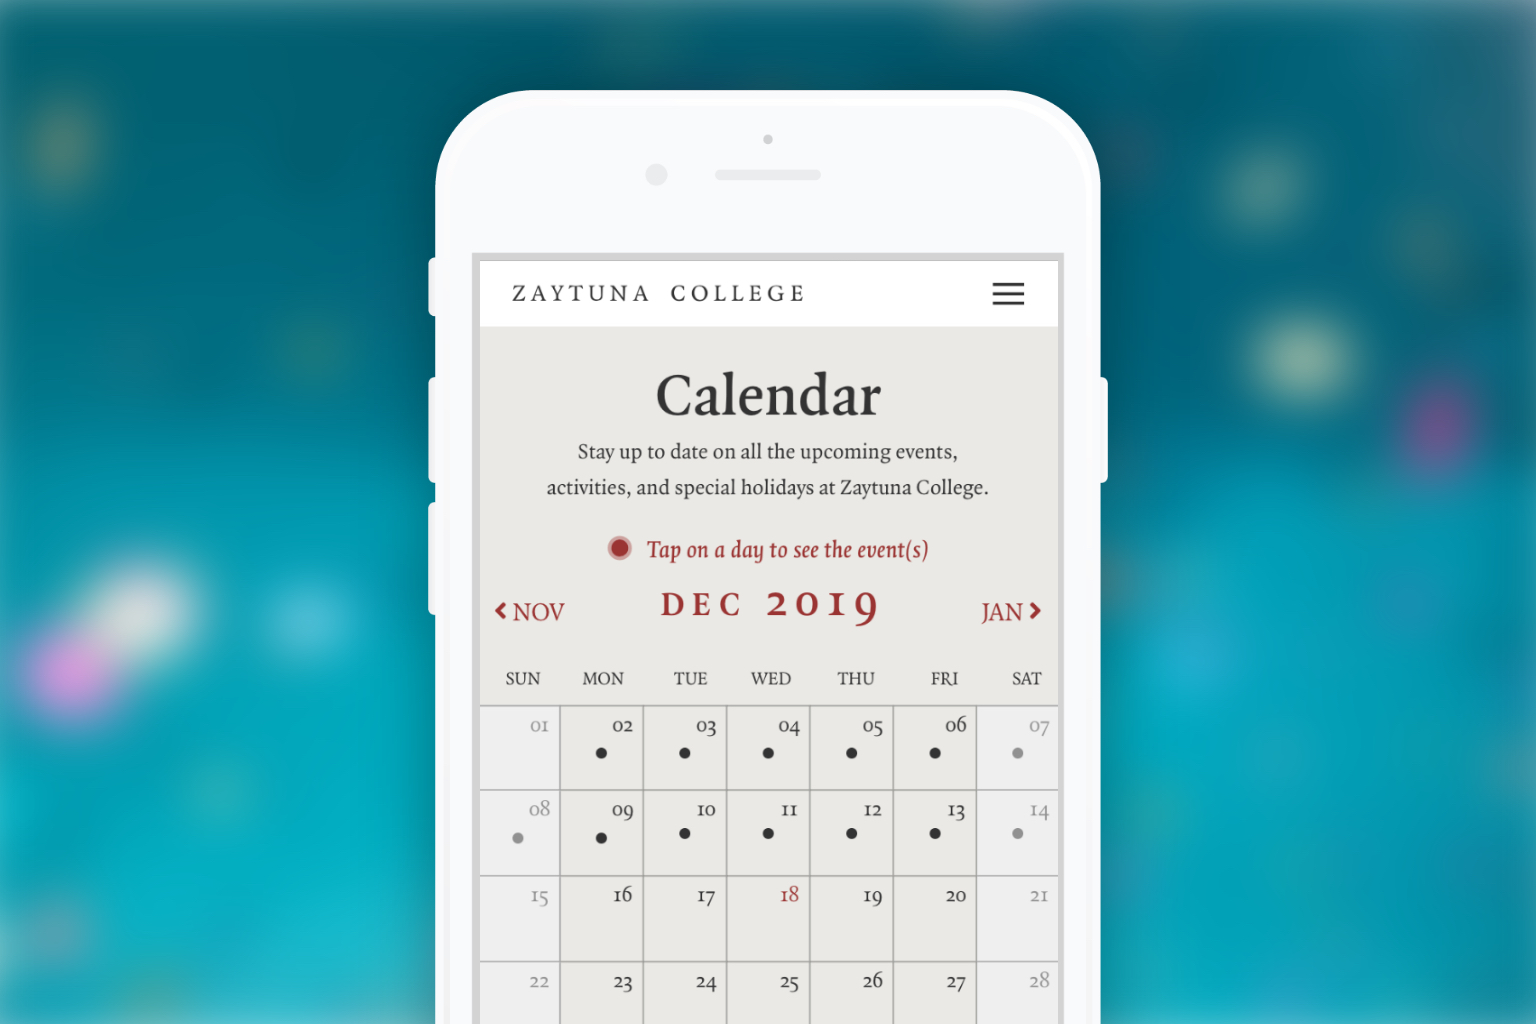 ZAYTUNA COLLEGE
Calendar
Stay up to date on all the upcoming events,
activities, and special holidays at Zaytuna College.
Tap on a day to see the event(s)
NOV DEC 2019 JAN
SUN MON TUE WED THU FRI SAT
01 02 03 04 05 06 07
08 09 10 11 12 13 14
15 16 17 18 19 20 21
22 23 24 25 26 27 28